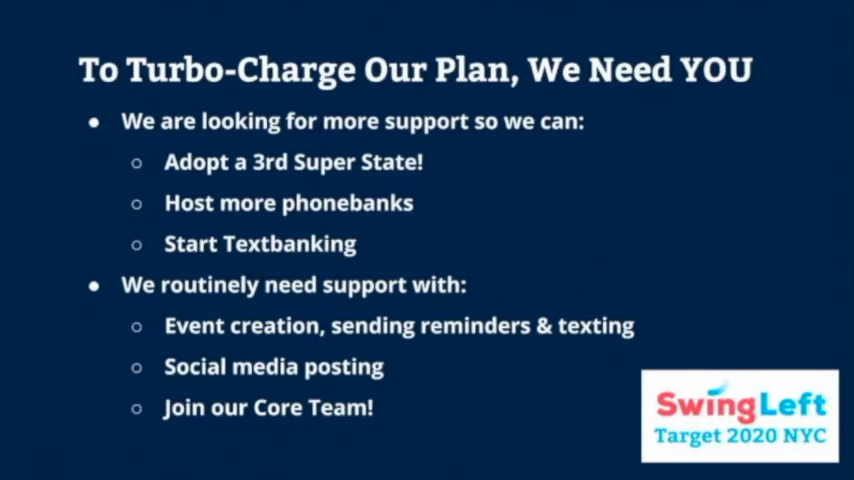 To Turbo-Charge Our Plan, We Need YOU
● We are looking for more support so we can:
○ Adopt a 3rd Super State!
○ Host more phonebanks
○ Start Textbanking
● We routinely need support with:
○ Event creation, sending reminders & texting
○ Social media posting
○ Join our Core Team!
SwingLeft
Target 2020 NYC